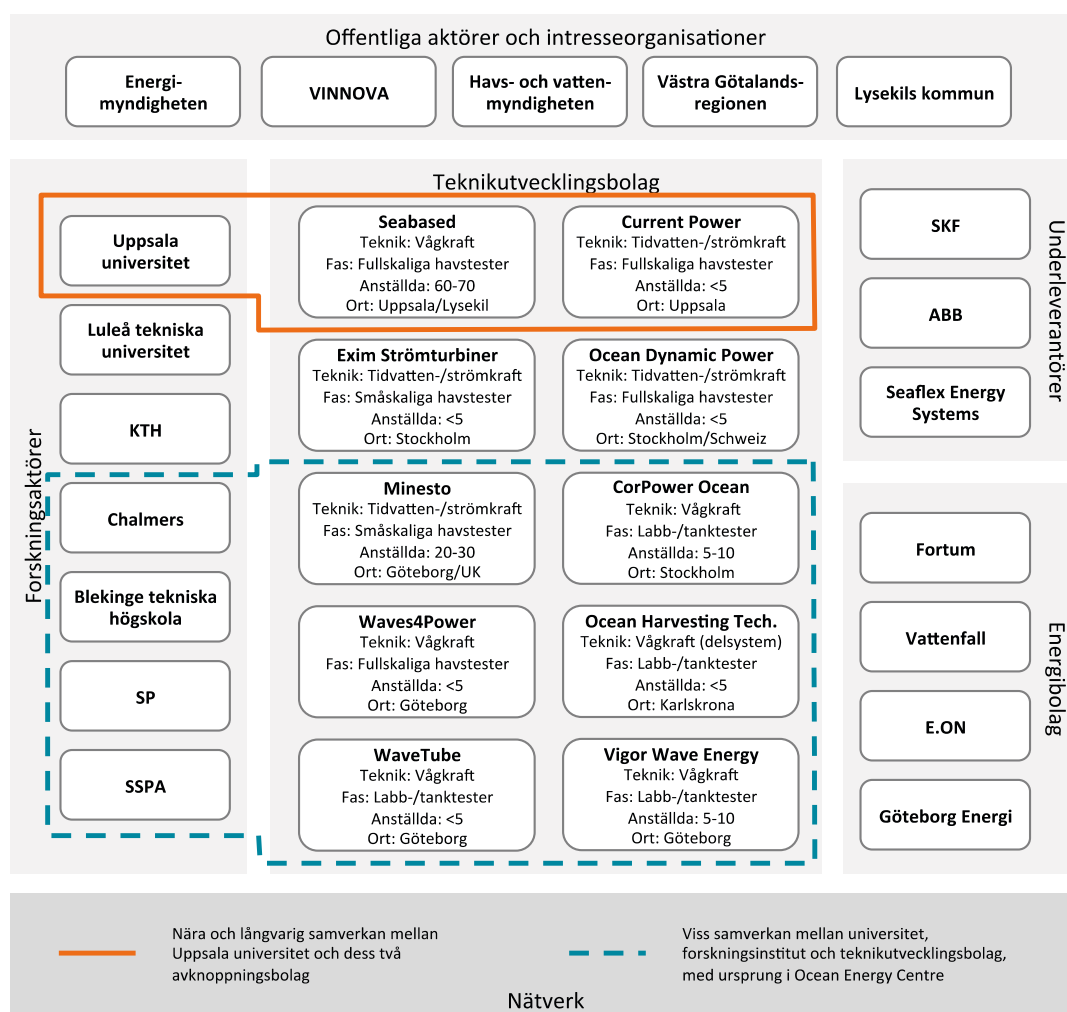 Offentliga aktörer och intresseorganisationer
Energi-
myndigheten
VINNOVA
Havs- och vatten-
myndigheten
Västra Götalands-
regionen
Lysekils kommun
Forskningsaktörer
Uppsala
universitet
Luleå tekniska
universitet
KTH
Chalmers
Blekinge tekniska
högskola
SP
SSPA
Teknikutvecklingsbolag
Seabased
Teknik: Vågkraft
Fas: Fullskaliga havstester
Anställda: 60-70
Ort: Uppsala/Lysekil
Current Power
Teknik: Tidvatten-/strömkraft
Fas: Fullskaliga havstester
Anställda: <5
Ort: Uppsala
Exim Strömturbiner
Teknik: Tidvatten-/strömkraft
Fas: Småskaliga havstester
Anställda: <5
Ort: Stockholm
Ocean Dynamic Power
Teknik: Tidvatten-/strömkraft
Fas: Fullskaliga havstester
Anställda: <5
Ort: Stockholm/Schweiz
Minesto
Teknik: Tidvatten-/strömkraft
Fas: Småskaliga havstester
Anställda: 20-30
Ort: Göteborg/UK
CorPower Ocean
Teknik: Vågkraft
Fas: Labb-/tanktester
Anställda: 5-10
Ort: Stockholm
Waves4Power
Teknik: Vågkraft
Fas: Fullskaliga havstester
Anställda: <5
Ort: Göteborg
Ocean Harvesting Tech.
Teknik: Vågkraft (delsystem)
Fas: Labb-/tanktester
Anställda: <5
Ort: Karlskrona
WaveTube
Teknik: Vågkraft
Fas: Labb-/tanktester
Anställda: <5
Ort: Göteborg
Vigor Wave Energy
Teknik: Vågkraft
Fas: Labb-/tanktester
Anställda: 5-10
Ort: Göteborg
Underleverantörer
SKF
ABB
Seaflex Energy
Systems
Energibolag
Fortum
Vattenfall
E.ON
Göteborg Energi
Nära och långvarig samverkan mellan
Uppsala universitet och dess två
avknoppningsbolag
Viss samverkan mellan universitet,
forskningsinstitut och teknikutvecklingsbolag,
med ursprung i Ocean Energy Centre
Nätverk